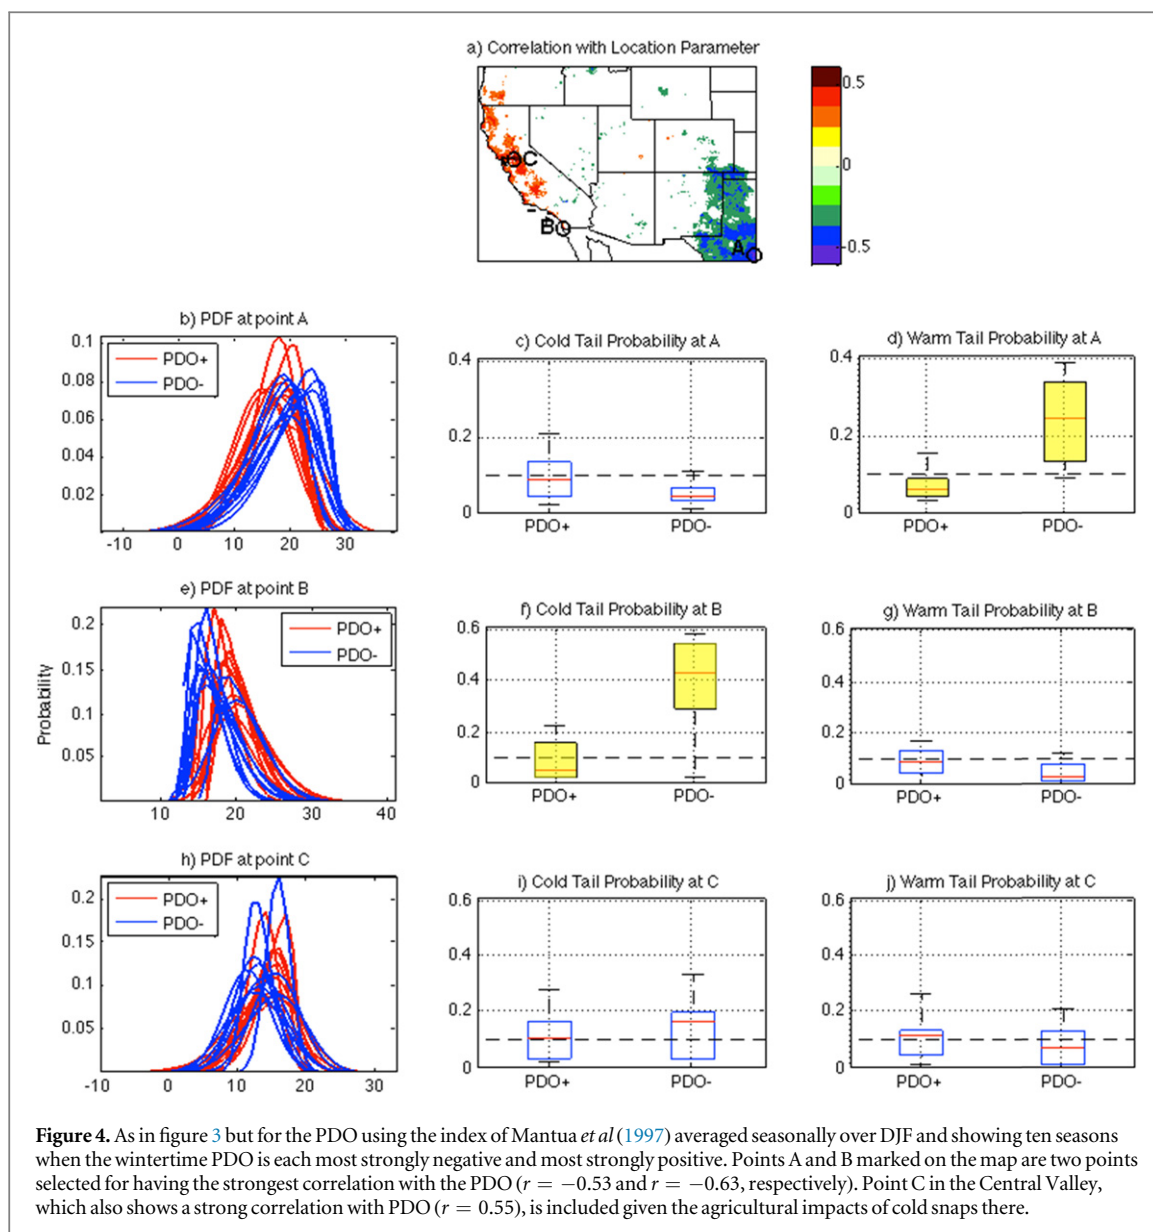 a) Correlation with Location Parameter
0.5
0
-0.5
C
B
A
b) PDF at point A
PDO+
PDO-
0.1
0.08
0.06
0.04
0.02
-10 0 10 20 30
c) Cold Tail Probability at A
0.4
0.2
0
PDO+ PDO-
d) Warm Tail Probability at A
0.4
0.2
0
PDO+ PDO-
e) PDF at point B
PDO+
PDO-
Probability
0.2
0.15
0.1
0.05
10 20 30 40
f) Cold Tail Probability at B
0.6
0.4
0.2
0
PDO+ PDO-
g) Warm Tail Probability at B
0.6
0.4
0.2
0
PDO+ PDO-
h) PDF at point C
PDO+
PDO-
0.2
0.15
0.1
0.05
-10 0 10 20 30
i) Cold Tail Probability at C
0.6
0.4
0.2
0
PDO+ PDO-
j) Warm Tail Probability at C
0.6
0.4
0.2
0
PDO+ PDO-
Figure 4. As in figure 3 but for the PDO using the index of Mantua et al (1997) averaged seasonally over DJF and showing ten seasons
when the wintertime PDO is each most strongly negative and most strongly positive. Points A and B marked on the map are two points
selected for having the strongest correlation with the PDO (r = −0.53 and r = −0.63, respectively). Point C in the Central Valley,
which also shows a strong correlation with PDO (r = 0.55), is included given the agricultural impacts of cold snaps there.